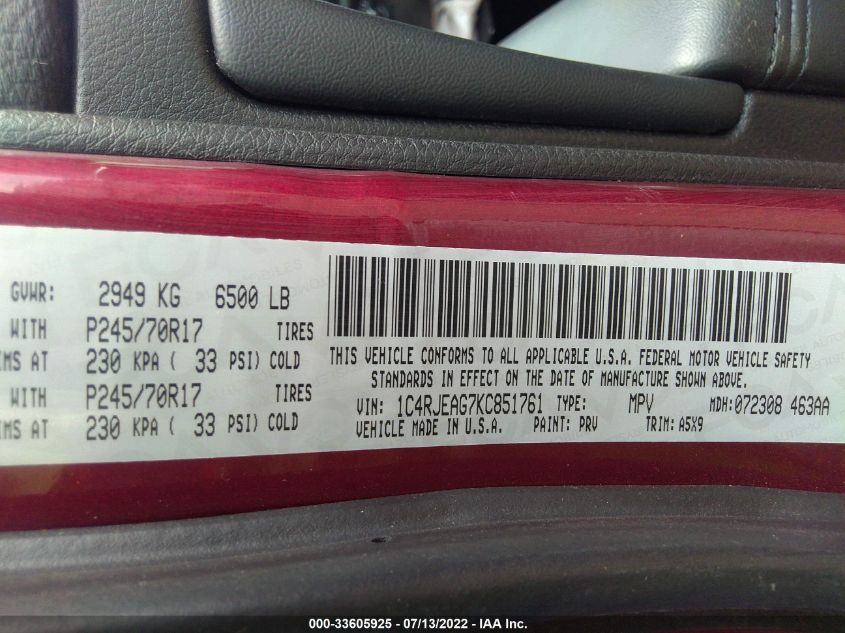 GVWR: 2949 KG 6500 LB
WITH P245/70R17 TIRES
IMS AT 230 KPA ( 33 PSI) COLD
WITH P245/70R17 TIRES
IMS AT 230 KPA ( 33 PSI) COLD
THIS VEHICLE CONFORMS TO ALL APPLICABLE U.S.A. FEDERAL MOTOR VEHICLE SAFETY
STANDARDS IN EFFECT ON THE DATE OF MANUFACTURE SHOWN ABOVE.
VIN: 1C4RJEAG7KC851761 TYPE: MPV MDH:072308 463AA
VEHICLE MADE IN U.S.A. PAINT: PRV TRIM: A5X9
000-33605925 - 07/13/2022 - IAA Inc.